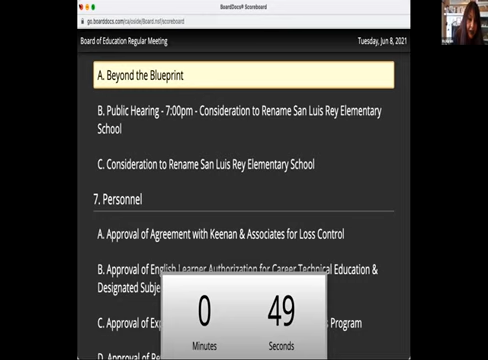 BoardDocs® Scoreboard
go.boarddocs.com/ca/oside/Board.nsf/scoreboard
Board of Education Regular Meeting
Tuesday, Jun 8, 2021
A. Beyond the Blueprint
B. Public Hearing - 7:00pm - Consideration to Rename San Luis Rey Elementary
School
C. Consideration to Rename San Luis Rey Elementary School
7. Personnel
A. Approval of Agreement with Keenan & Associates for Loss Control
B. Approval of English Learner Authorization for Career Technical Education &
Designated Subje
C. Approval of Exp
s Program
D. Approval of Re
0
49
Minutes
Seconds